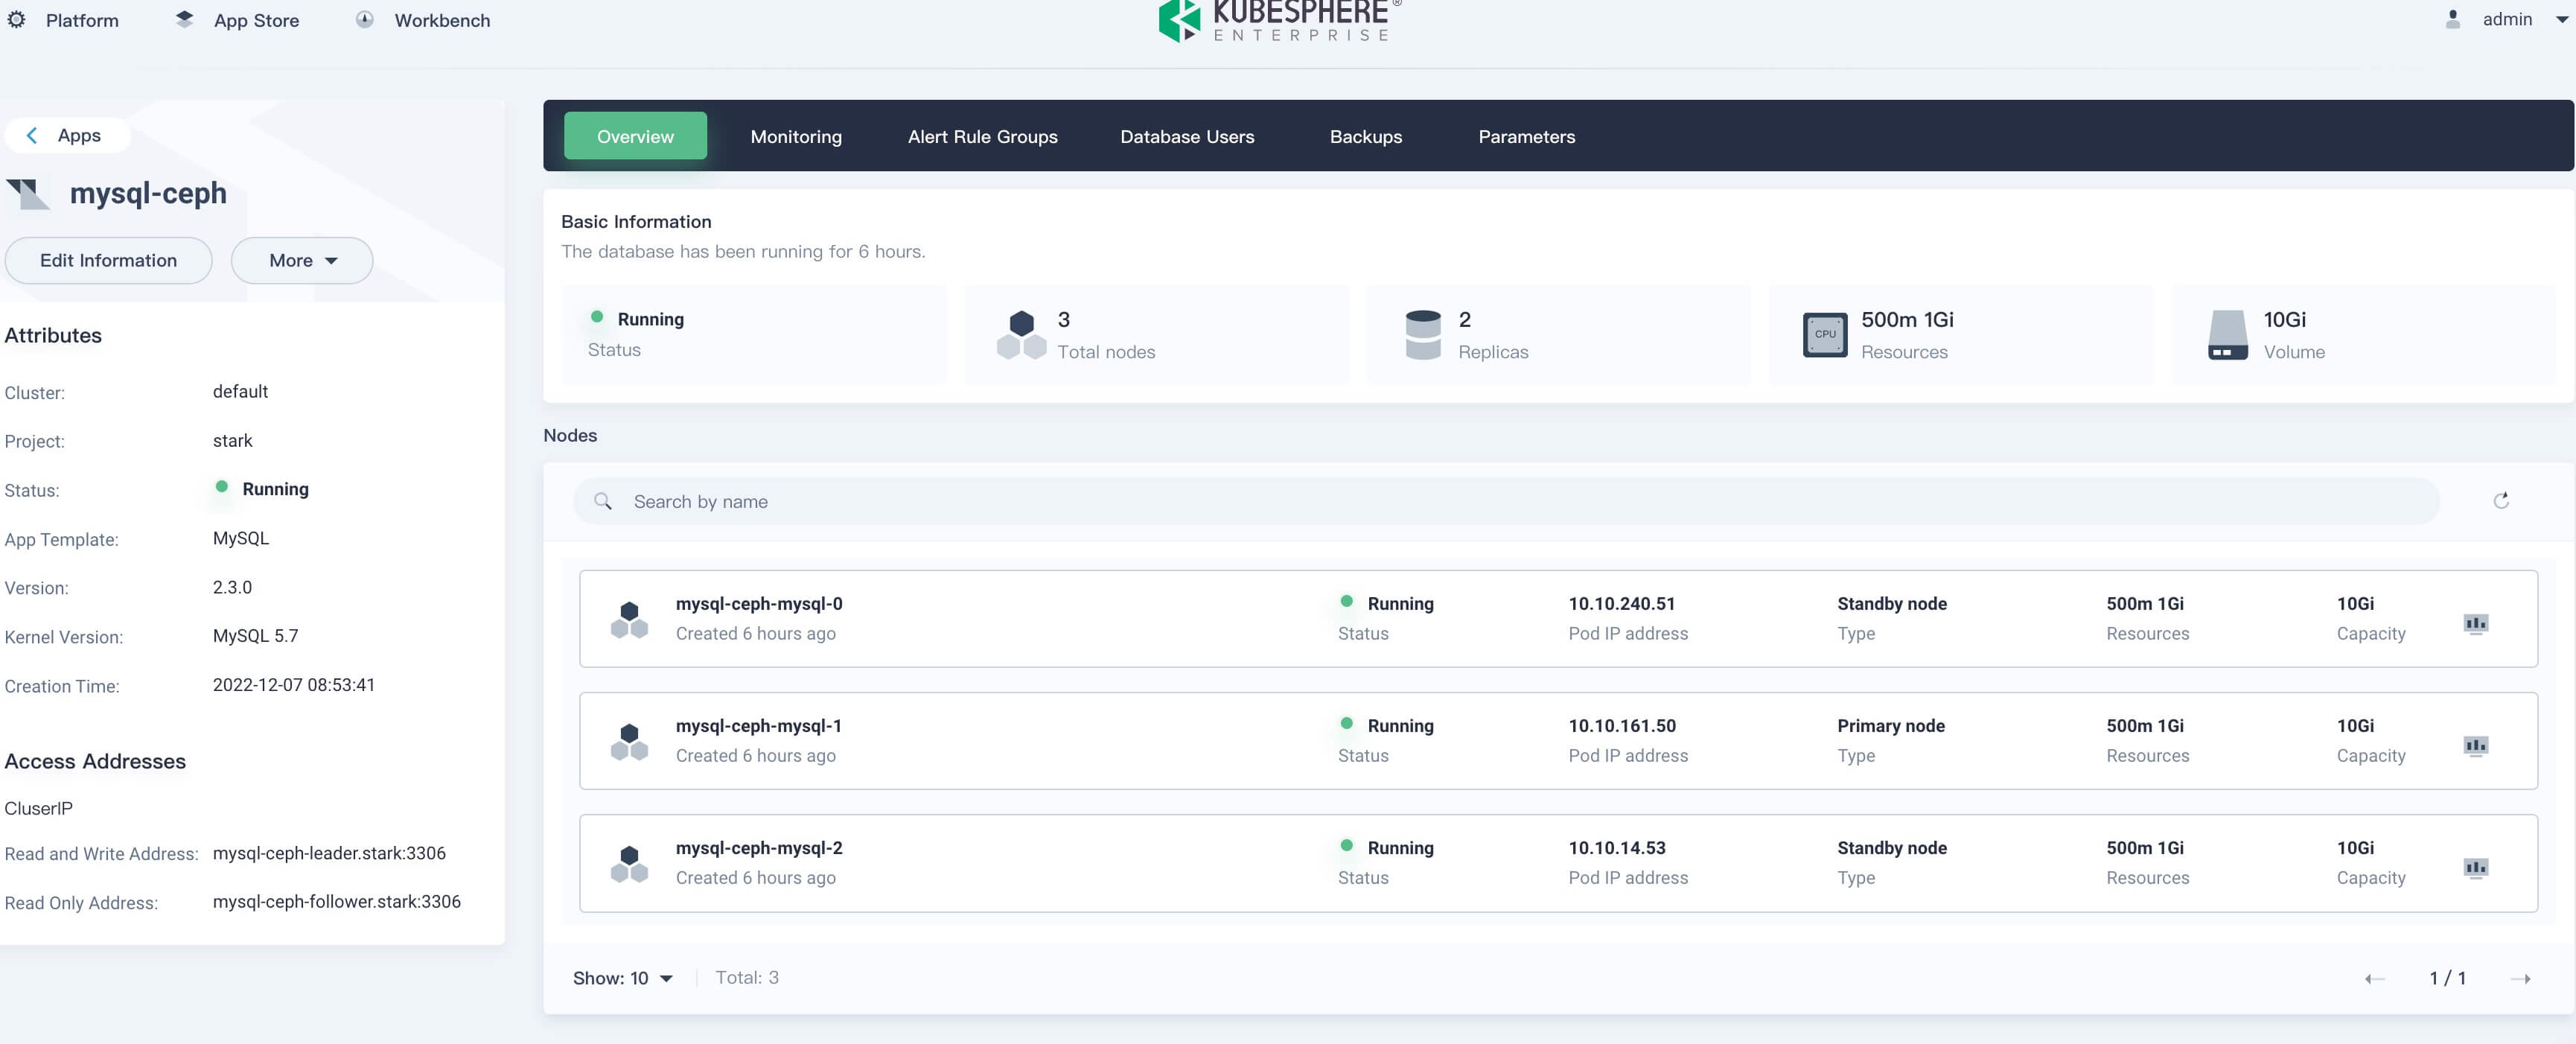 Platform App Store Workbench
KUBESPHERE®
ENTERPRISE
admin
Apps
mysql-ceph
Edit Information More
Attributes
Cluster: default
Project: stark
Status: Running
App Template: MySQL
Version: 2.3.0
Kernel Version: MySQL 5.7
Creation Time: 2022-12-07 08:53:41
Access Addresses
CluserIP
Read and Write Address: mysql-ceph-leader.stark:3306
Read Only Address: mysql-ceph-follower.stark:3306
Overview Monitoring Alert Rule Groups Database Users Backups Parameters
Basic Information
The database has been running for 6 hours.
Running
Status
3
Total nodes
2
Replicas
CPU
500m 1Gi
Resources
10Gi
Volume
Nodes
Search by name
mysql-ceph-mysql-0 Running 10.10.240.51 Standby node 500m 1Gi 10Gi
Created 6 hours ago Status Pod IP address Type Resources Capacity
mysql-ceph-mysql-1 Running 10.10.161.50 Primary node 500m 1Gi 10Gi
Created 6 hours ago Status Pod IP address Type Resources Capacity
mysql-ceph-mysql-2 Running 10.10.14.53 Standby node 500m 1Gi 10Gi
Created 6 hours ago Status Pod IP address Type Resources Capacity
Show: 10 Total: 3 1 / 1